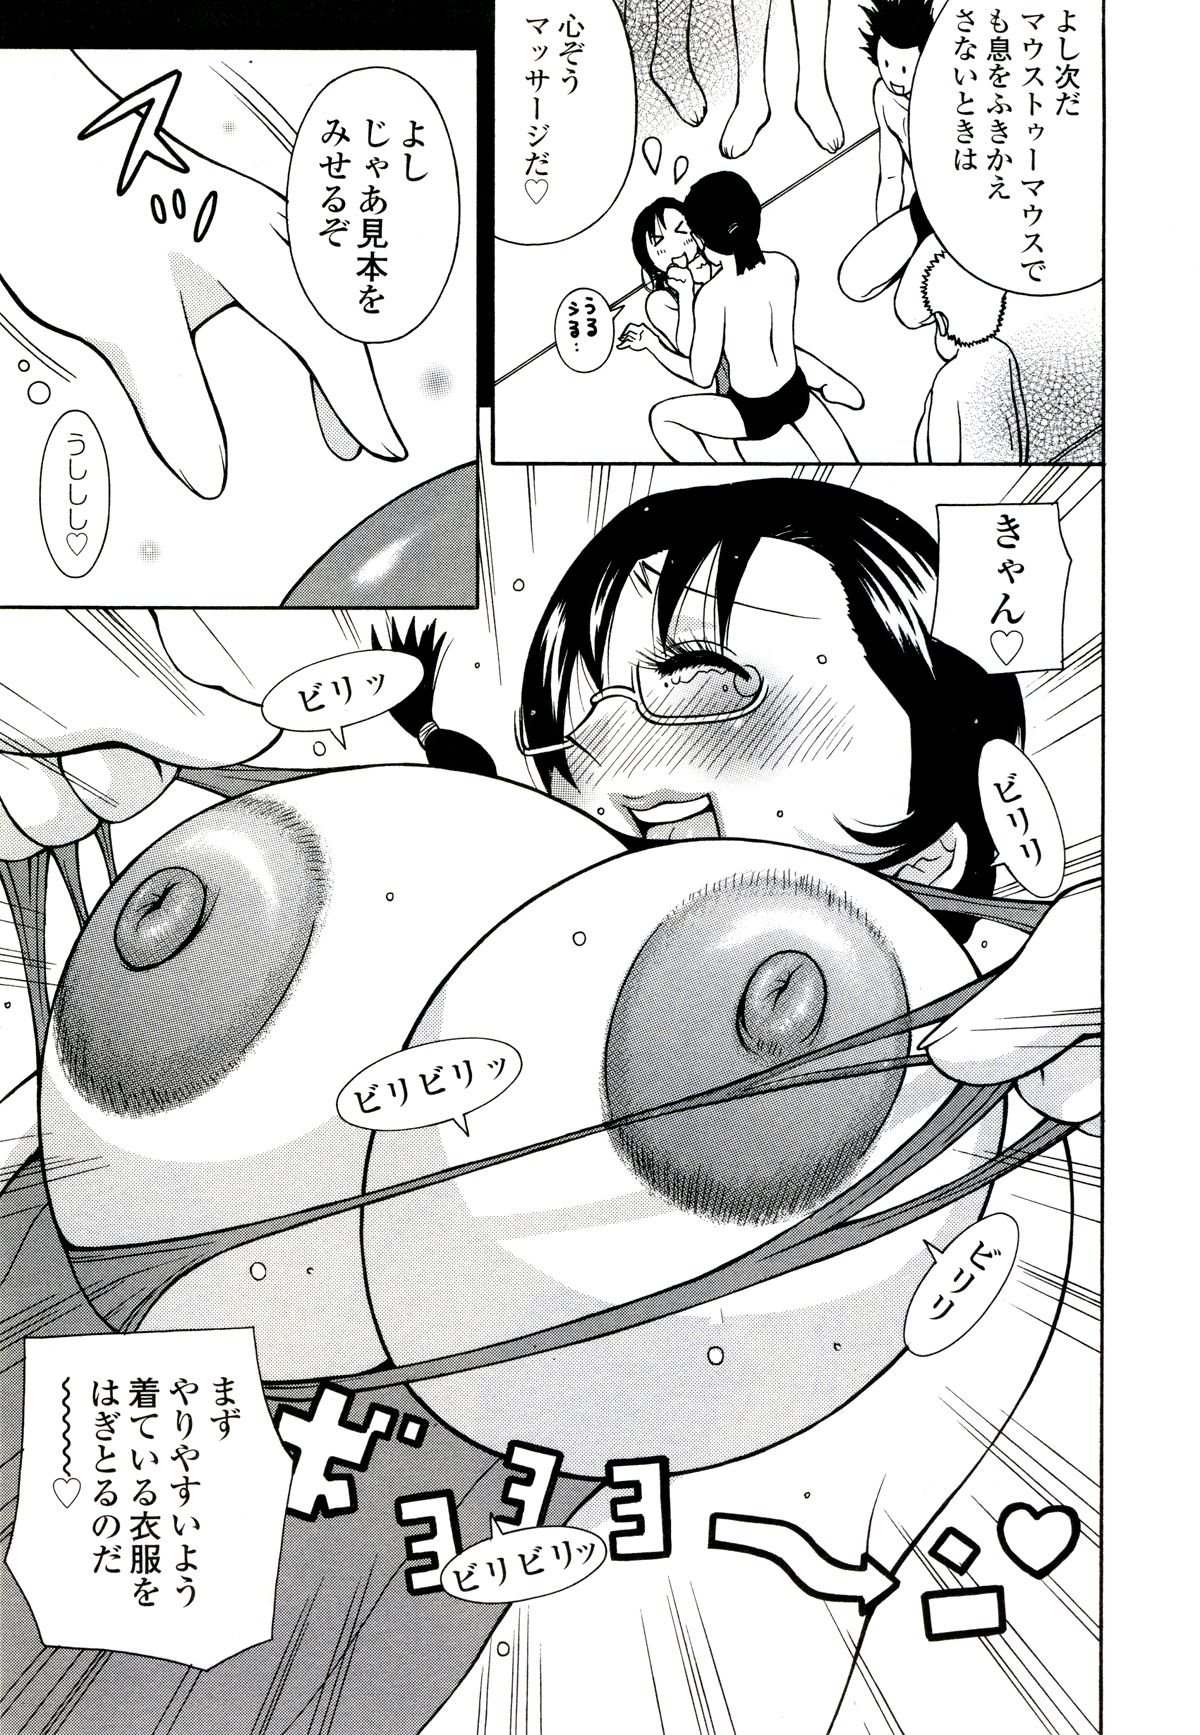 よし次だ
マウストゥーマウスで
も息をふきかえ
さないときは
心ぞう
マッサージだ♡
うるうる…
よし
じゃあ見本を
みせるぞ
ヌ
うししし♡
きゃん♡
ビリッ
ビリリ
ビリビリッ
ビリリ
ビリビリッ
まず
やりやすいよう
着ている衣服を
はぎとるのだ
〜〜〜〜♡